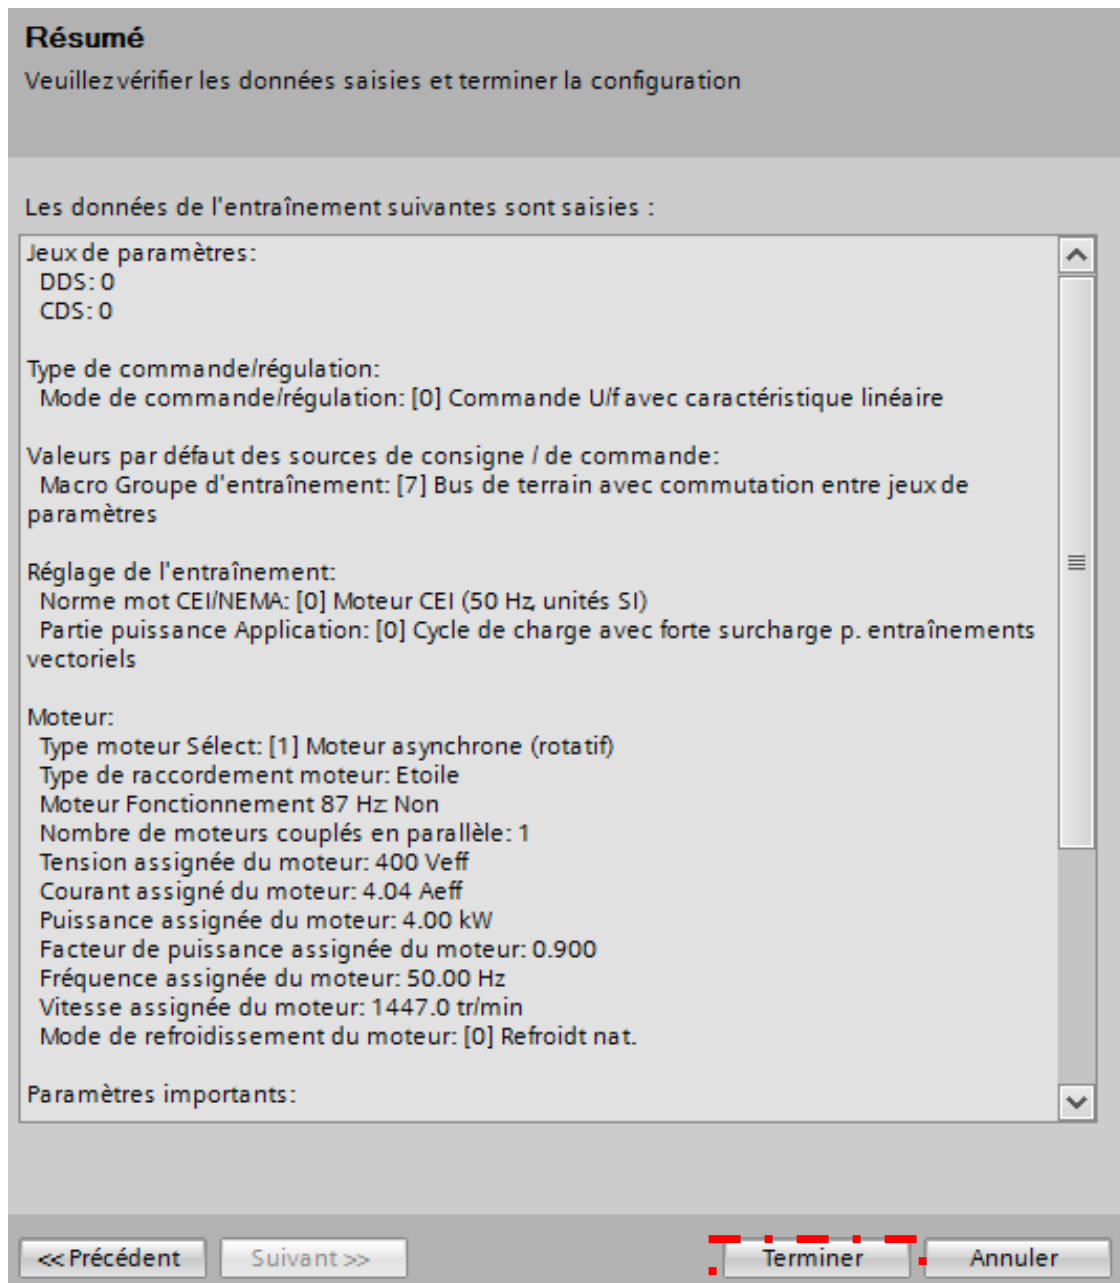 Résumé
Veuillez vérifier les données saisies et terminer la configuration
Les données de l'entraînement suivantes sont saisies :
Jeux de paramètres:
DDS: 0
CDS: 0
Type de commande/régulation:
Mode de commande/régulation: [0] Commande U/f avec caractéristique linéaire
Valeurs par défaut des sources de consigne / de commande:
Macro Groupe d'entraînement: [7] Bus de terrain avec commutation entre jeux de
paramètres
Réglage de l'entraînement:
Norme mot CEI/NEMA: [0] Moteur CEI (50 Hz, unités SI)
Partie puissance Application: [0] Cycle de charge avec forte surcharge p. entraînements
vectoriels
Moteur:
Type moteur Sélect: [1] Moteur asynchrone (rotatif)
Type de raccordement moteur: Etoile
Moteur Fonctionnement 87 Hz: Non
Nombre de moteurs couplés en parallèle: 1
Tension assignée du moteur: 400 Veff
Courant assigné du moteur: 4.04 Aeff
Puissance assignée du moteur: 4.00 kW
Facteur de puissance assignée du moteur: 0.900
Fréquence assignée du moteur: 50.00 Hz
Vitesse assignée du moteur: 1447.0 tr/min
Mode de refroidissement du moteur: [0] Refroidt nat.
Paramètres importants:
<< Précédent Suivant >> Terminer Annuler